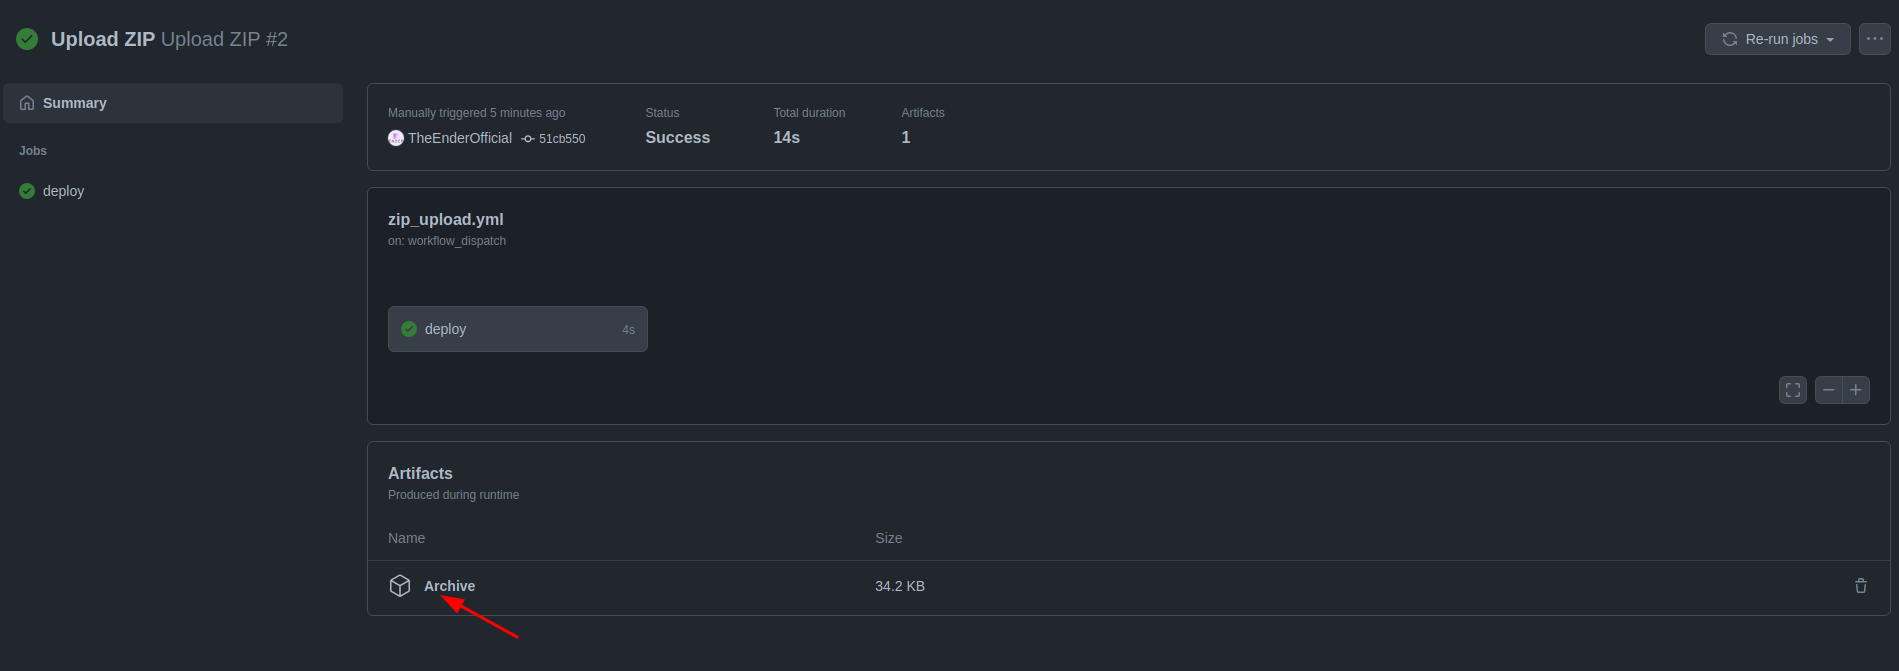 Upload ZIP Upload ZIP #2
Re-run jobs
Summary
Jobs
deploy
Manually triggered 5 minutes ago
TheEnderOfficial 51cb550
Status
Success
Total duration
14s
Artifacts
1
zip_upload.yml
on: workflow_dispatch
deploy 4s
Artifacts
Produced during runtime
Name Size
Archive 34.2 KB